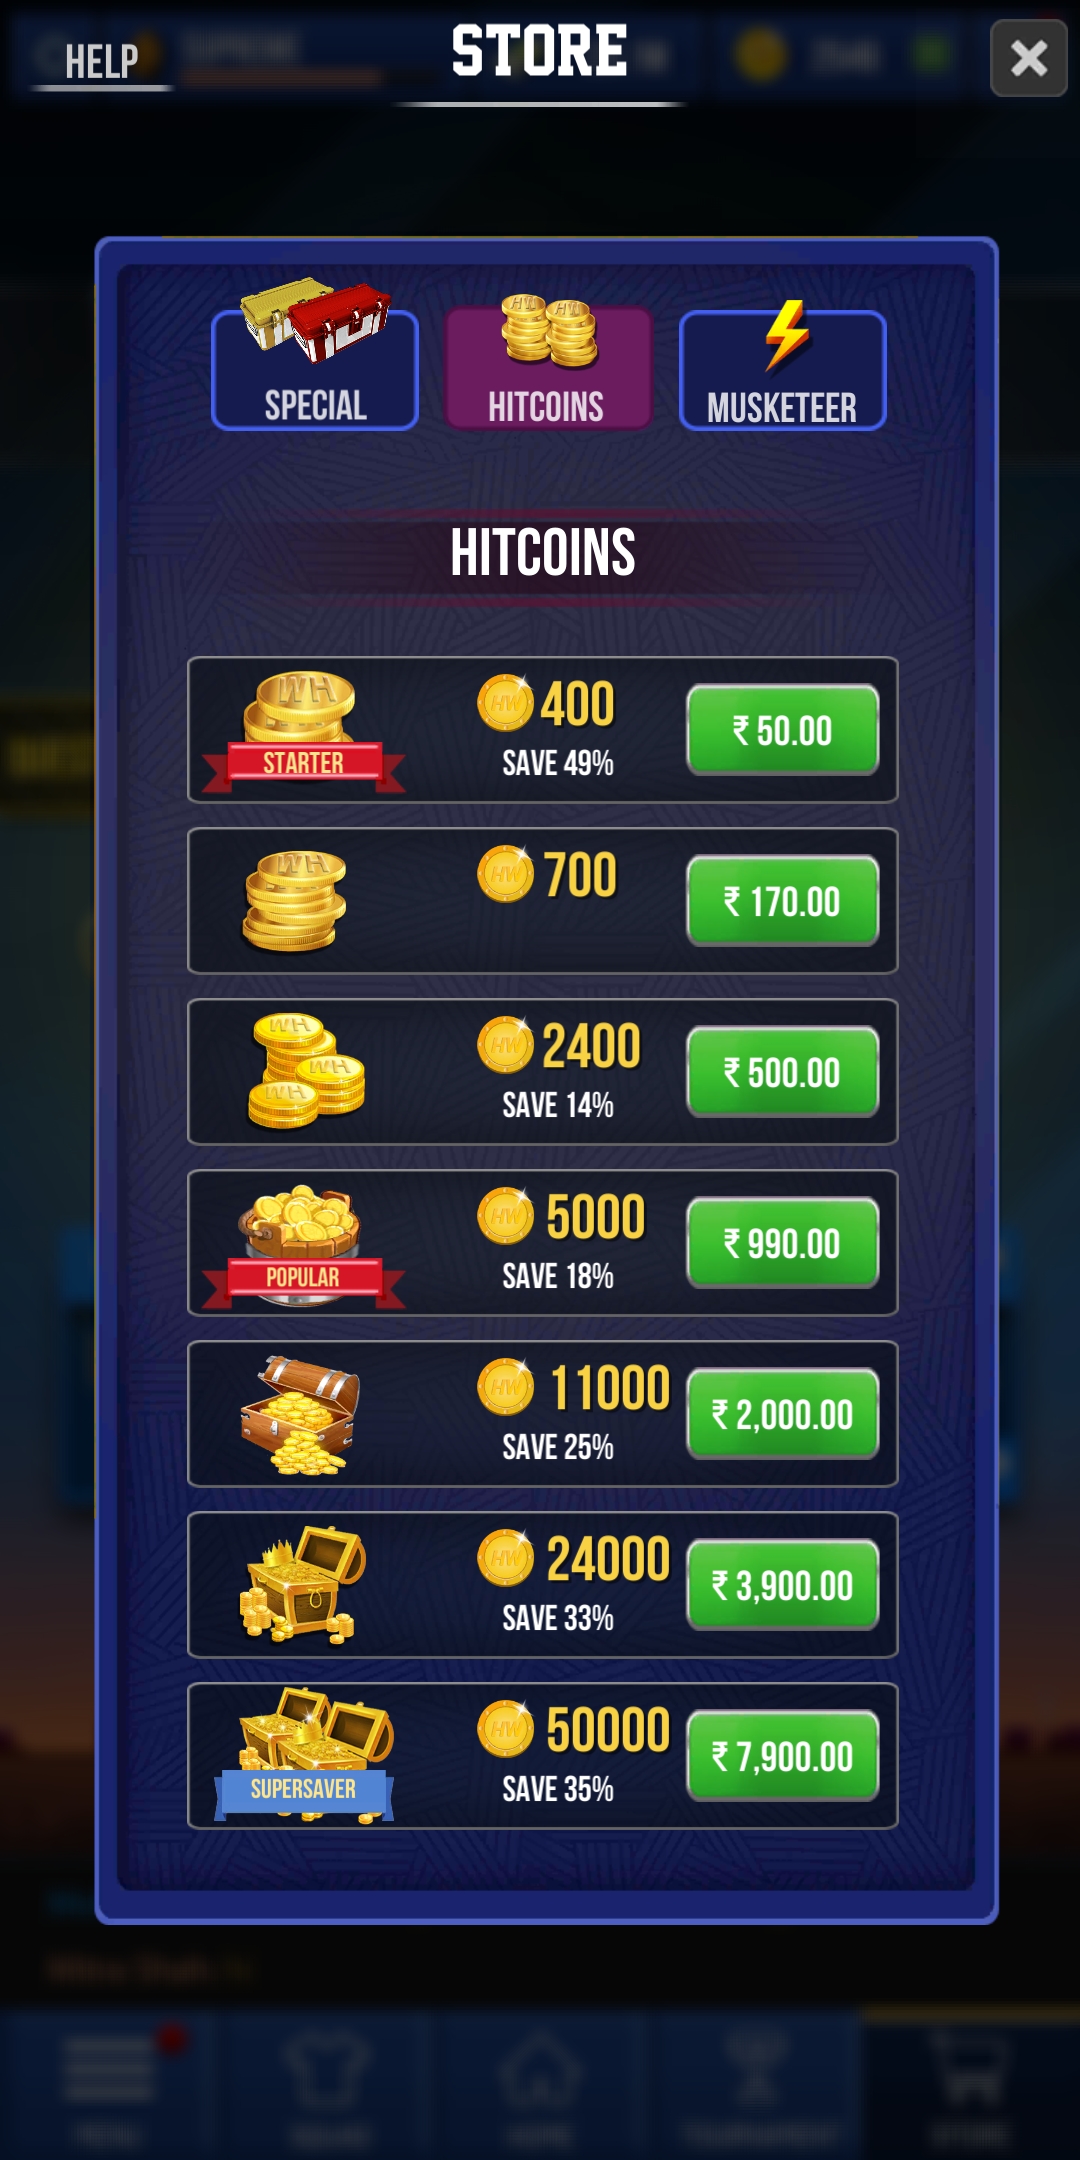 HELP
STORE
SPECIAL
HITCOINS
MUSKETEER
HITCOINS
STARTER
400
SAVE 49%
₹ 50.00
700
₹ 170.00
2400
SAVE 14%
₹ 500.00
POPULAR
5000
SAVE 18%
₹ 990.00
11000
SAVE 25%
₹ 2,000.00
24000
SAVE 33%
₹ 3,900.00
SUPERSAVER
50000
SAVE 35%
₹ 7,900.00